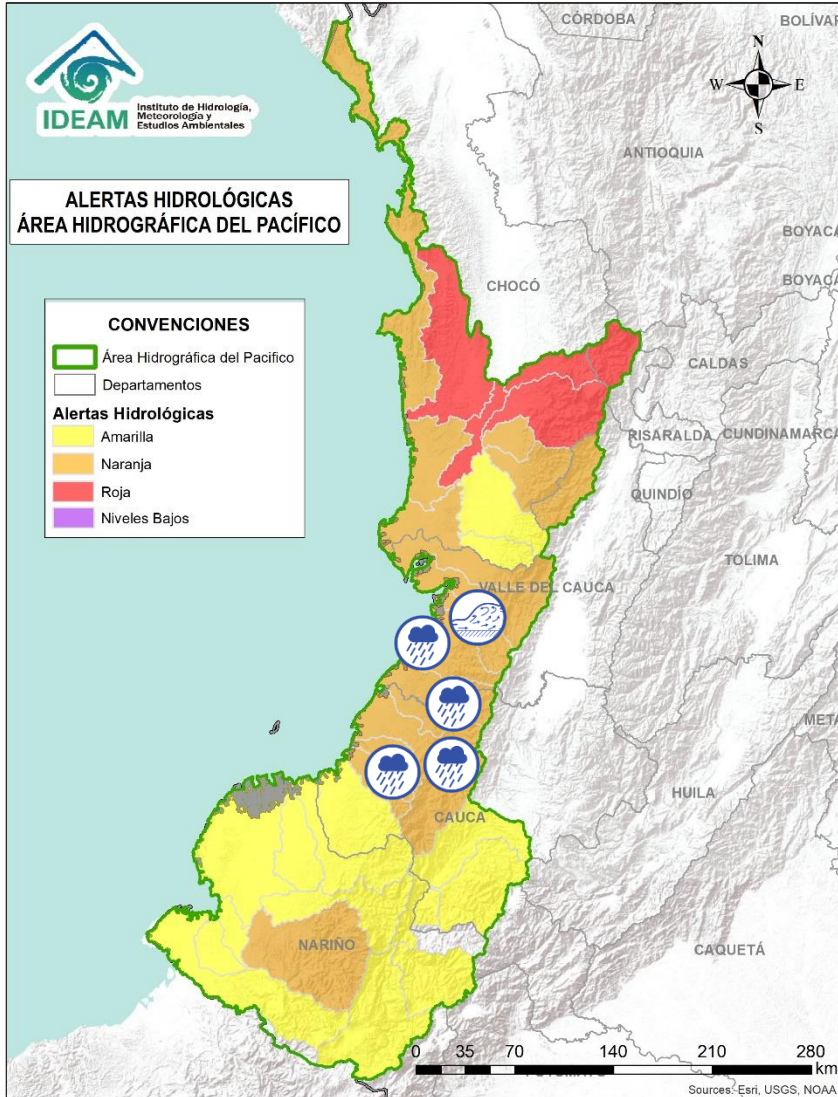 CÓRDOBA
BOLÍVAR
IDEAM
Instituto de Hidrología,
Meteorología y
Estudios Ambientales
N
W E
S
ANTIOQUIA
ALERTAS HIDROLÓGICAS
ÁREA HIDROGRÁFICA DEL PACÍFICO
BOYACÁ
BOYACÁ
CHOCÓ
CONVENCIONES
Área Hidrográfica del Pacifico
Departamentos
Alertas Hidrológicas
Amarilla
Naranja
Roja
Niveles Bajos
CALDAS
RISARALDA
CUNDINAMARCA
QUINDÍO
TOLIMA
VALLE DEL CAUCA
META
HUILA
CAUCA
NARIÑO
CAQUETÁ
0 35 70 140 210 280
km
Sources: Esri, USGS, NOAA